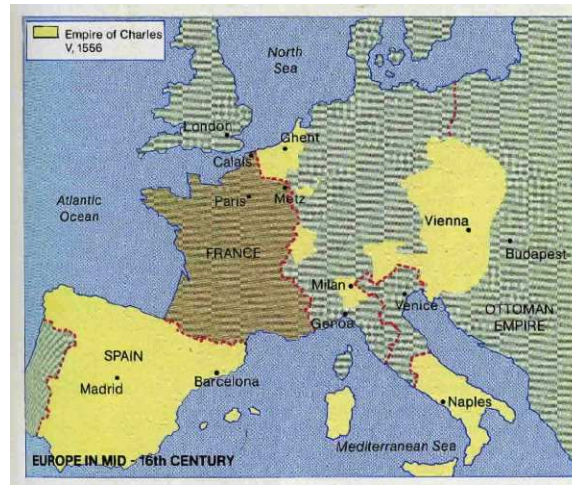 Empire of Charles
V, 1556
North
Sea
London
Ghent
Calais
Atlantic
Ocean
Paris
Metz
FRANCE
Vienna
Budapest
Milan
Venice
Genoa
OTTOMAN
EMPIRE
SPAIN
Madrid
Barcelona
Naples
Mediterranean Sea
EUROPE IN MID - 16th CENTURY